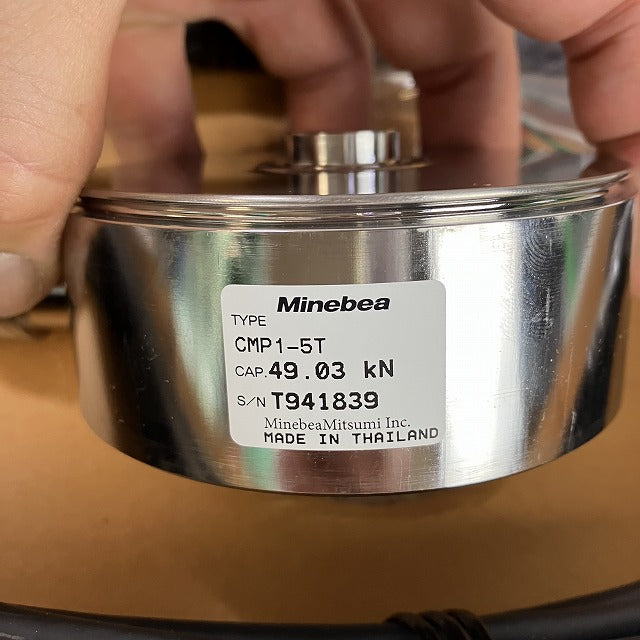 Minebea
TYPE
CMP1-5T
CAP.49.03 kN
S/N T941839
MinebeaMitsumi Inc.
MADE IN THAILAND